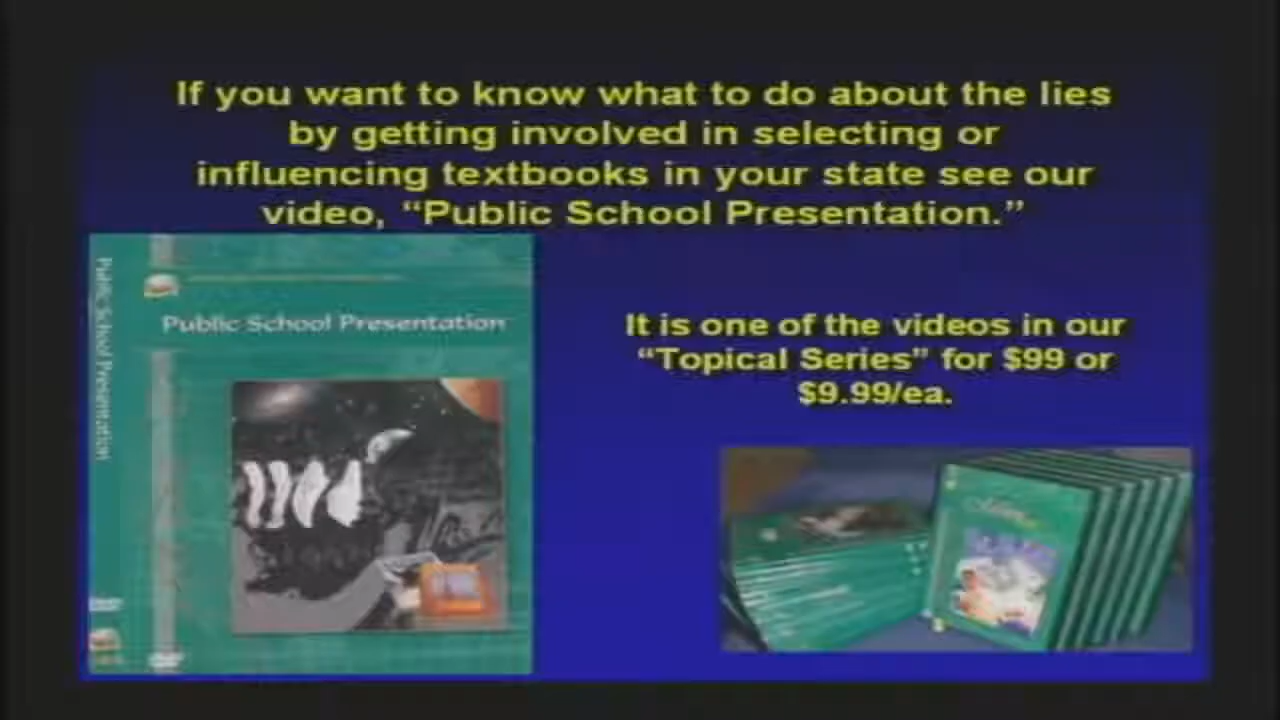 If you want to know what to do about the lies
by getting involved in selecting or
influencing textbooks in your state see our
video, “Public School Presentation.”
Public School Presentation
Public School Presentation
It is one of the videos in our
“Topical Series” for $99 or
$9.99/ea.